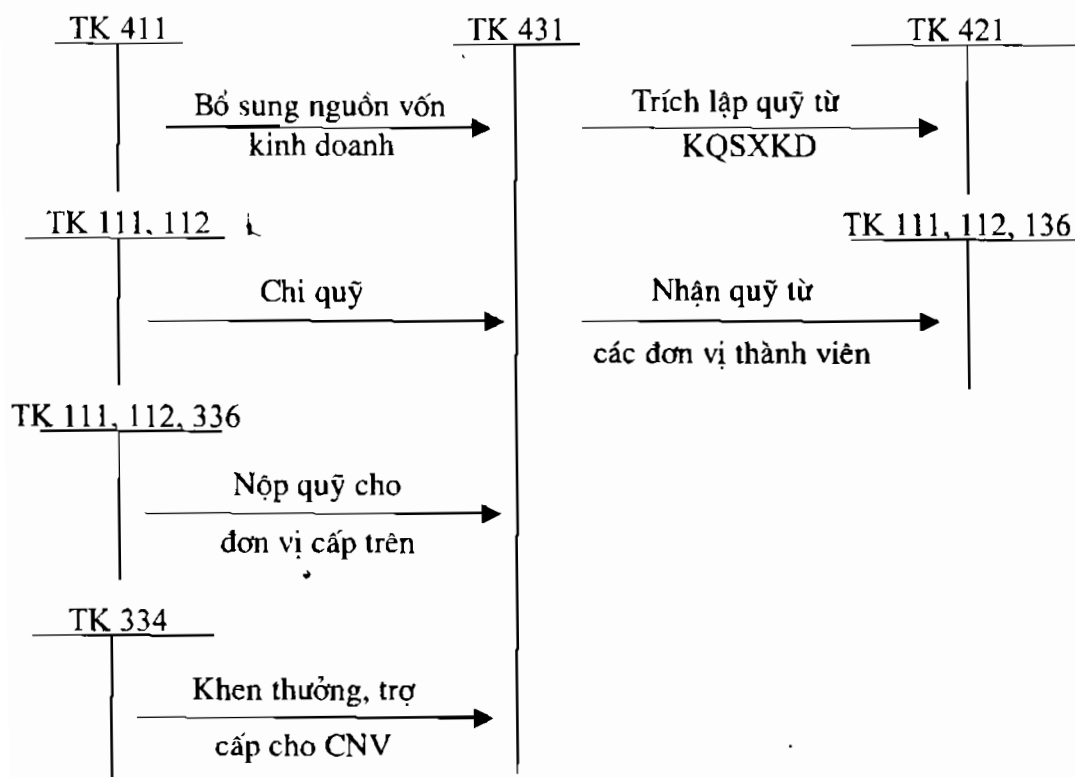 TK 411
TK 431
TK 421
Bổ sung nguồn vốn
kinh doanh
Trích lập quỹ từ
KQSXKD
TK 111, 112
TK 111, 112, 136
Chi quỹ
Nhận quỹ từ
các đơn vị thành viên
TK 111, 112, 336
Nộp quỹ cho
đơn vị cấp trên
TK 334
Khen thưởng, trợ
cấp cho CNV